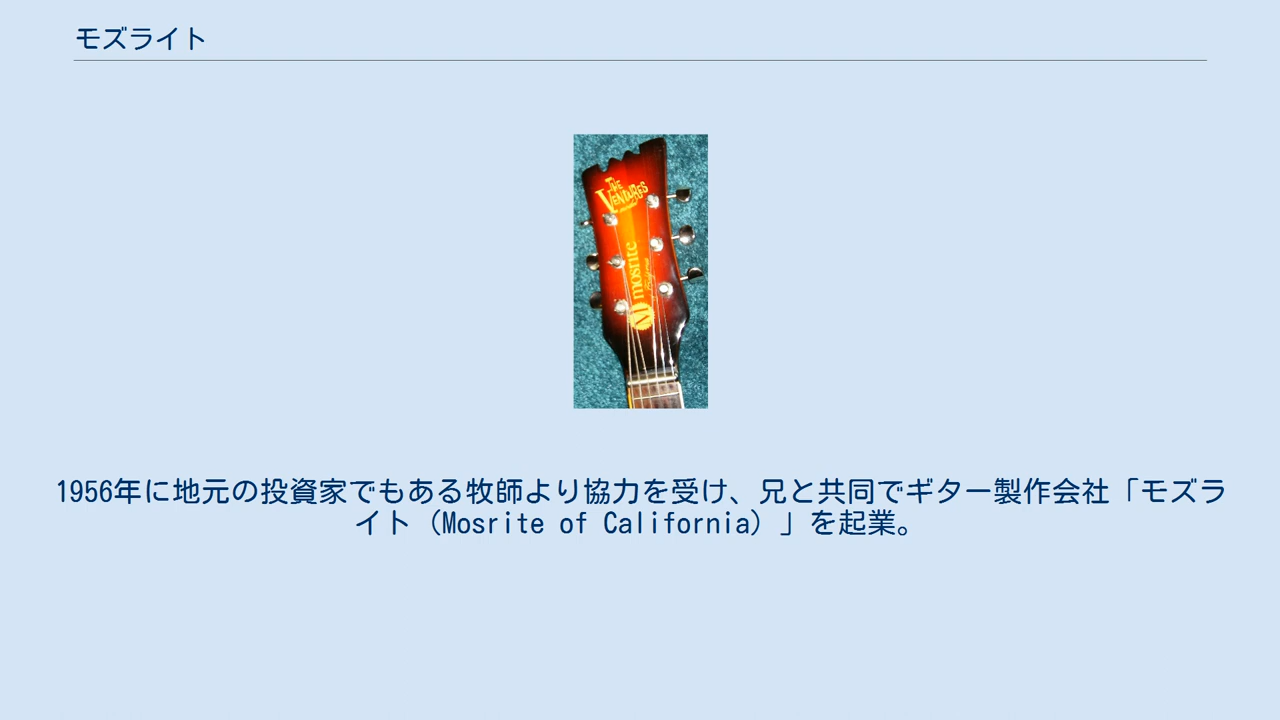 モズライト
THE
VENTURES
mosrite
1956年に地元の投資家でもある牧師より協力を受け、兄と共同でギター製作会社「モズラ
イト（Mosrite of California）」を起業。